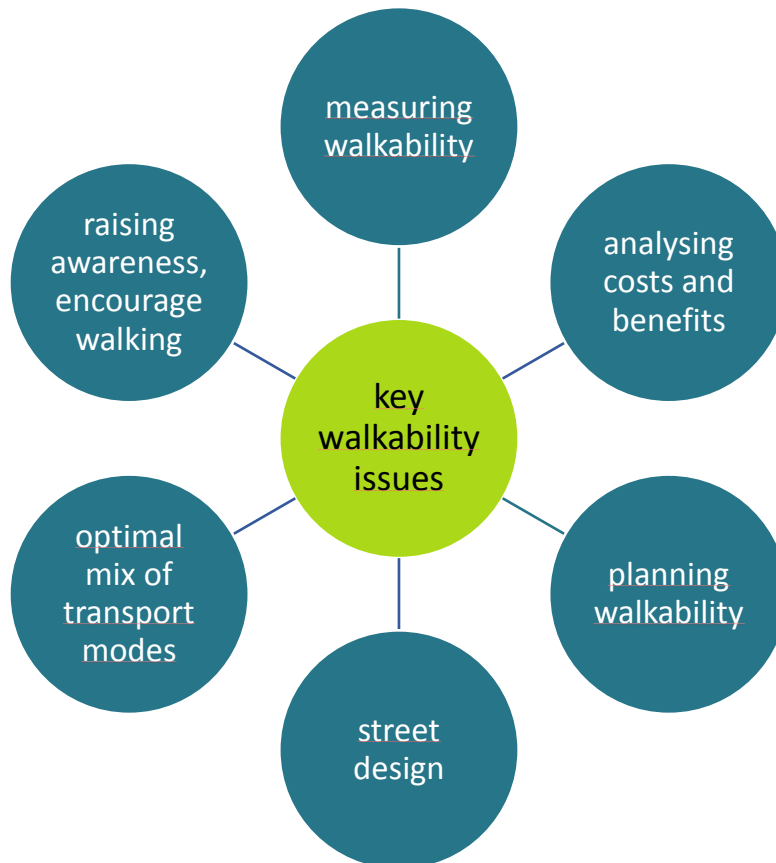 measuring
walkability
raising
awareness,
encourage
walking
analysing
costs and
benefits
key
walkability
issues
optimal
mix of
transport
modes
planning
walkability
street
design